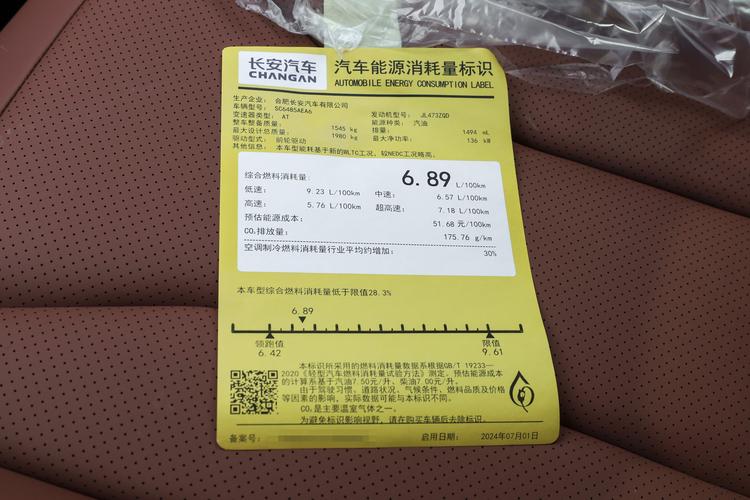 长安汽车
CHANGAN
汽车能源消耗量标识
AUTOMOBILE ENERGY CONSUMPTION LABEL
生产企业: 合肥长安汽车有限公司
车辆型号: SC6485AEA6 发动机型号: JL473ZQD
变速器类型: AT 能源种类: 汽油
整车整备质量: 1545 kg 排量: 1494 mL
最大设计总质量: 1980 kg 最大净功率: 136 kW
驱动型式: 前轮驱动
其他信息: 本车型能耗基于新的WLTC工况, 较NEDC工况略高。
综合燃料消耗量: 6.89 L/100km
低速: 9.23 L/100km 中速: 6.57 L/100km
高速: 5.76 L/100km 超高速: 7.18 L/100km
预估能源成本: 51.68 元/100km
CO₂排放量: 175.76 g/km
空调制冷燃料消耗量行业平均约增加: 30%
本车型综合燃料消耗量低于限值28.3%
6.89
领跑值 限值
6.42 9.61
本标识所采用的燃料消耗量数据系根据GB/T 19233—
2020《轻型汽车燃料消耗量试验方法》测定。预估能源成本
的计算系基于汽油7.50元/升、柴油7.00元/升。
由于驾驶习惯、道路状况、气候条件、燃料品质及价格
等因素的影响, 实际数据可能与本标识不同。
CO₂是主要温室气体之一。
为避免标识影响视野, 请在购买车辆后去除标识。
备案号: 启用日期: 2024年07月01日